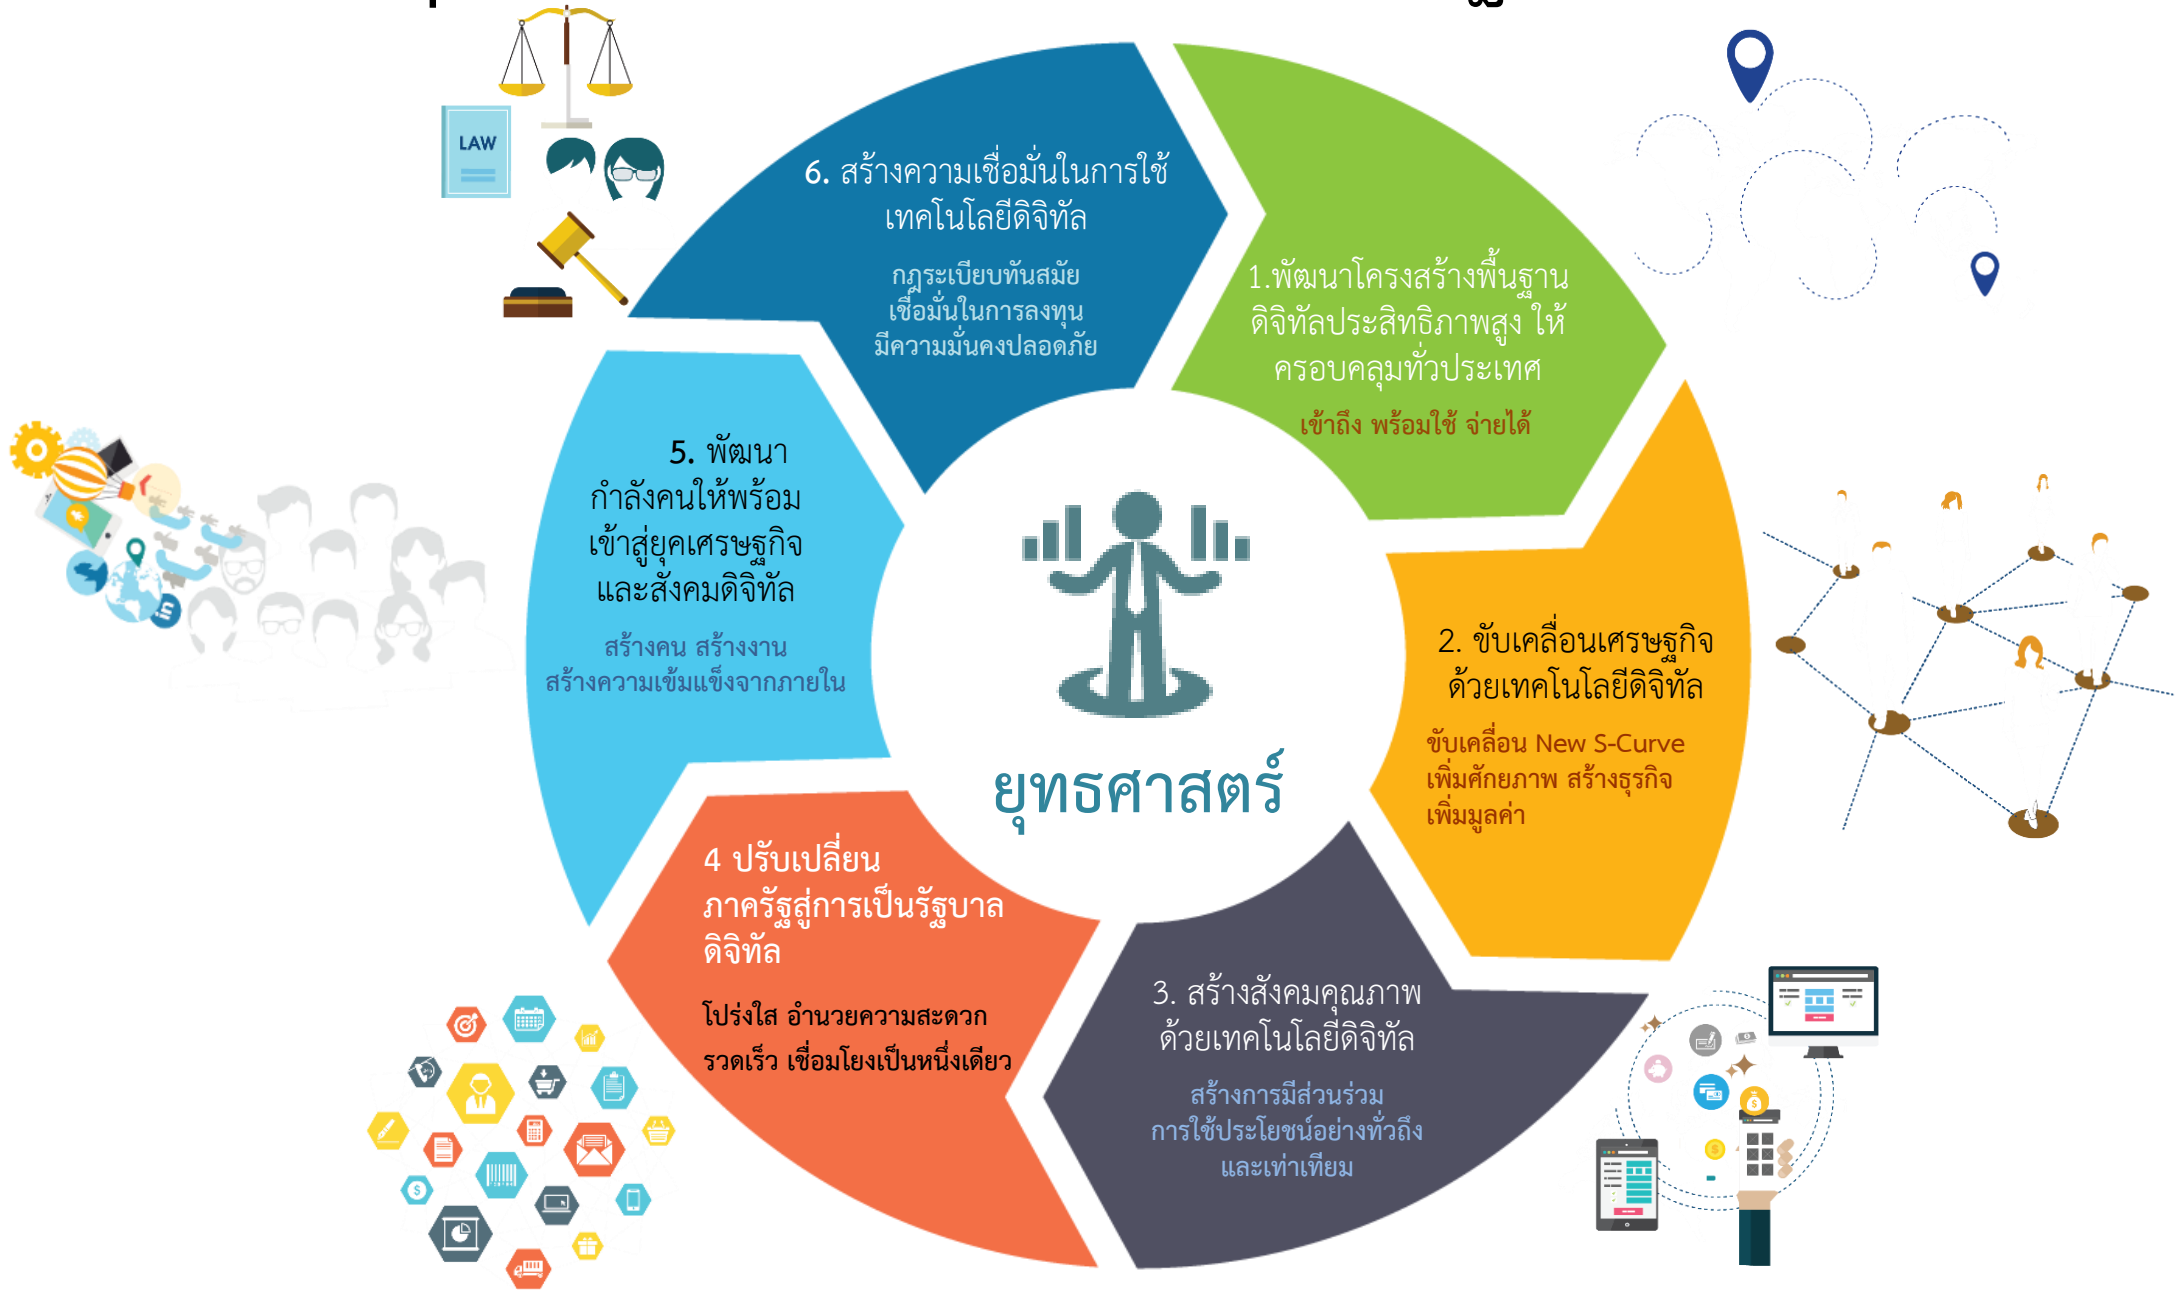 6. สร้างความเชื่อมั่นในการใช้
เทคโนโลยีดิจิทัล
กฎระเบียบทันสมัย
เชื่อมั่นในการลงทุน
มีความมั่นคงปลอดภัย
1.พัฒนาโครงสร้างพื้นฐาน
ดิจิทัลประสิทธิภาพสูง ให้
ครอบคลุมทั่วประเทศ
เข้าถึง พร้อมใช้ จ่ายได้
2. ขับเคลื่อนเศรษฐกิจ
ด้วยเทคโนโลยีดิจิทัล
ขับเคลื่อน New S-Curve
เพิ่มศักยภาพ สร้างธุรกิจ
เพิ่มมูลค่า
3. สร้างสังคมคุณภาพ
ด้วยเทคโนโลยีดิจิทัล
สร้างการมีส่วนร่วม
การใช้ประโยชน์อย่างทั่วถึง
และเท่าเทียม
4 ปรับเปลี่ยน
ภาครัฐสู่การเป็นรัฐบาล
ดิจิทัล
โปร่งใส อำนวยความสะดวก
รวดเร็ว เชื่อมโยงเป็นหนึ่งเดียว
5. พัฒนา
กำลังคนให้พร้อม
เข้าสู่ยุคเศรษฐกิจ
และสังคมดิจิทัล
สร้างคน สร้างงาน
สร้างความเข้มแข็งจากภายใน
ยุทธศาสตร์
LAW
in